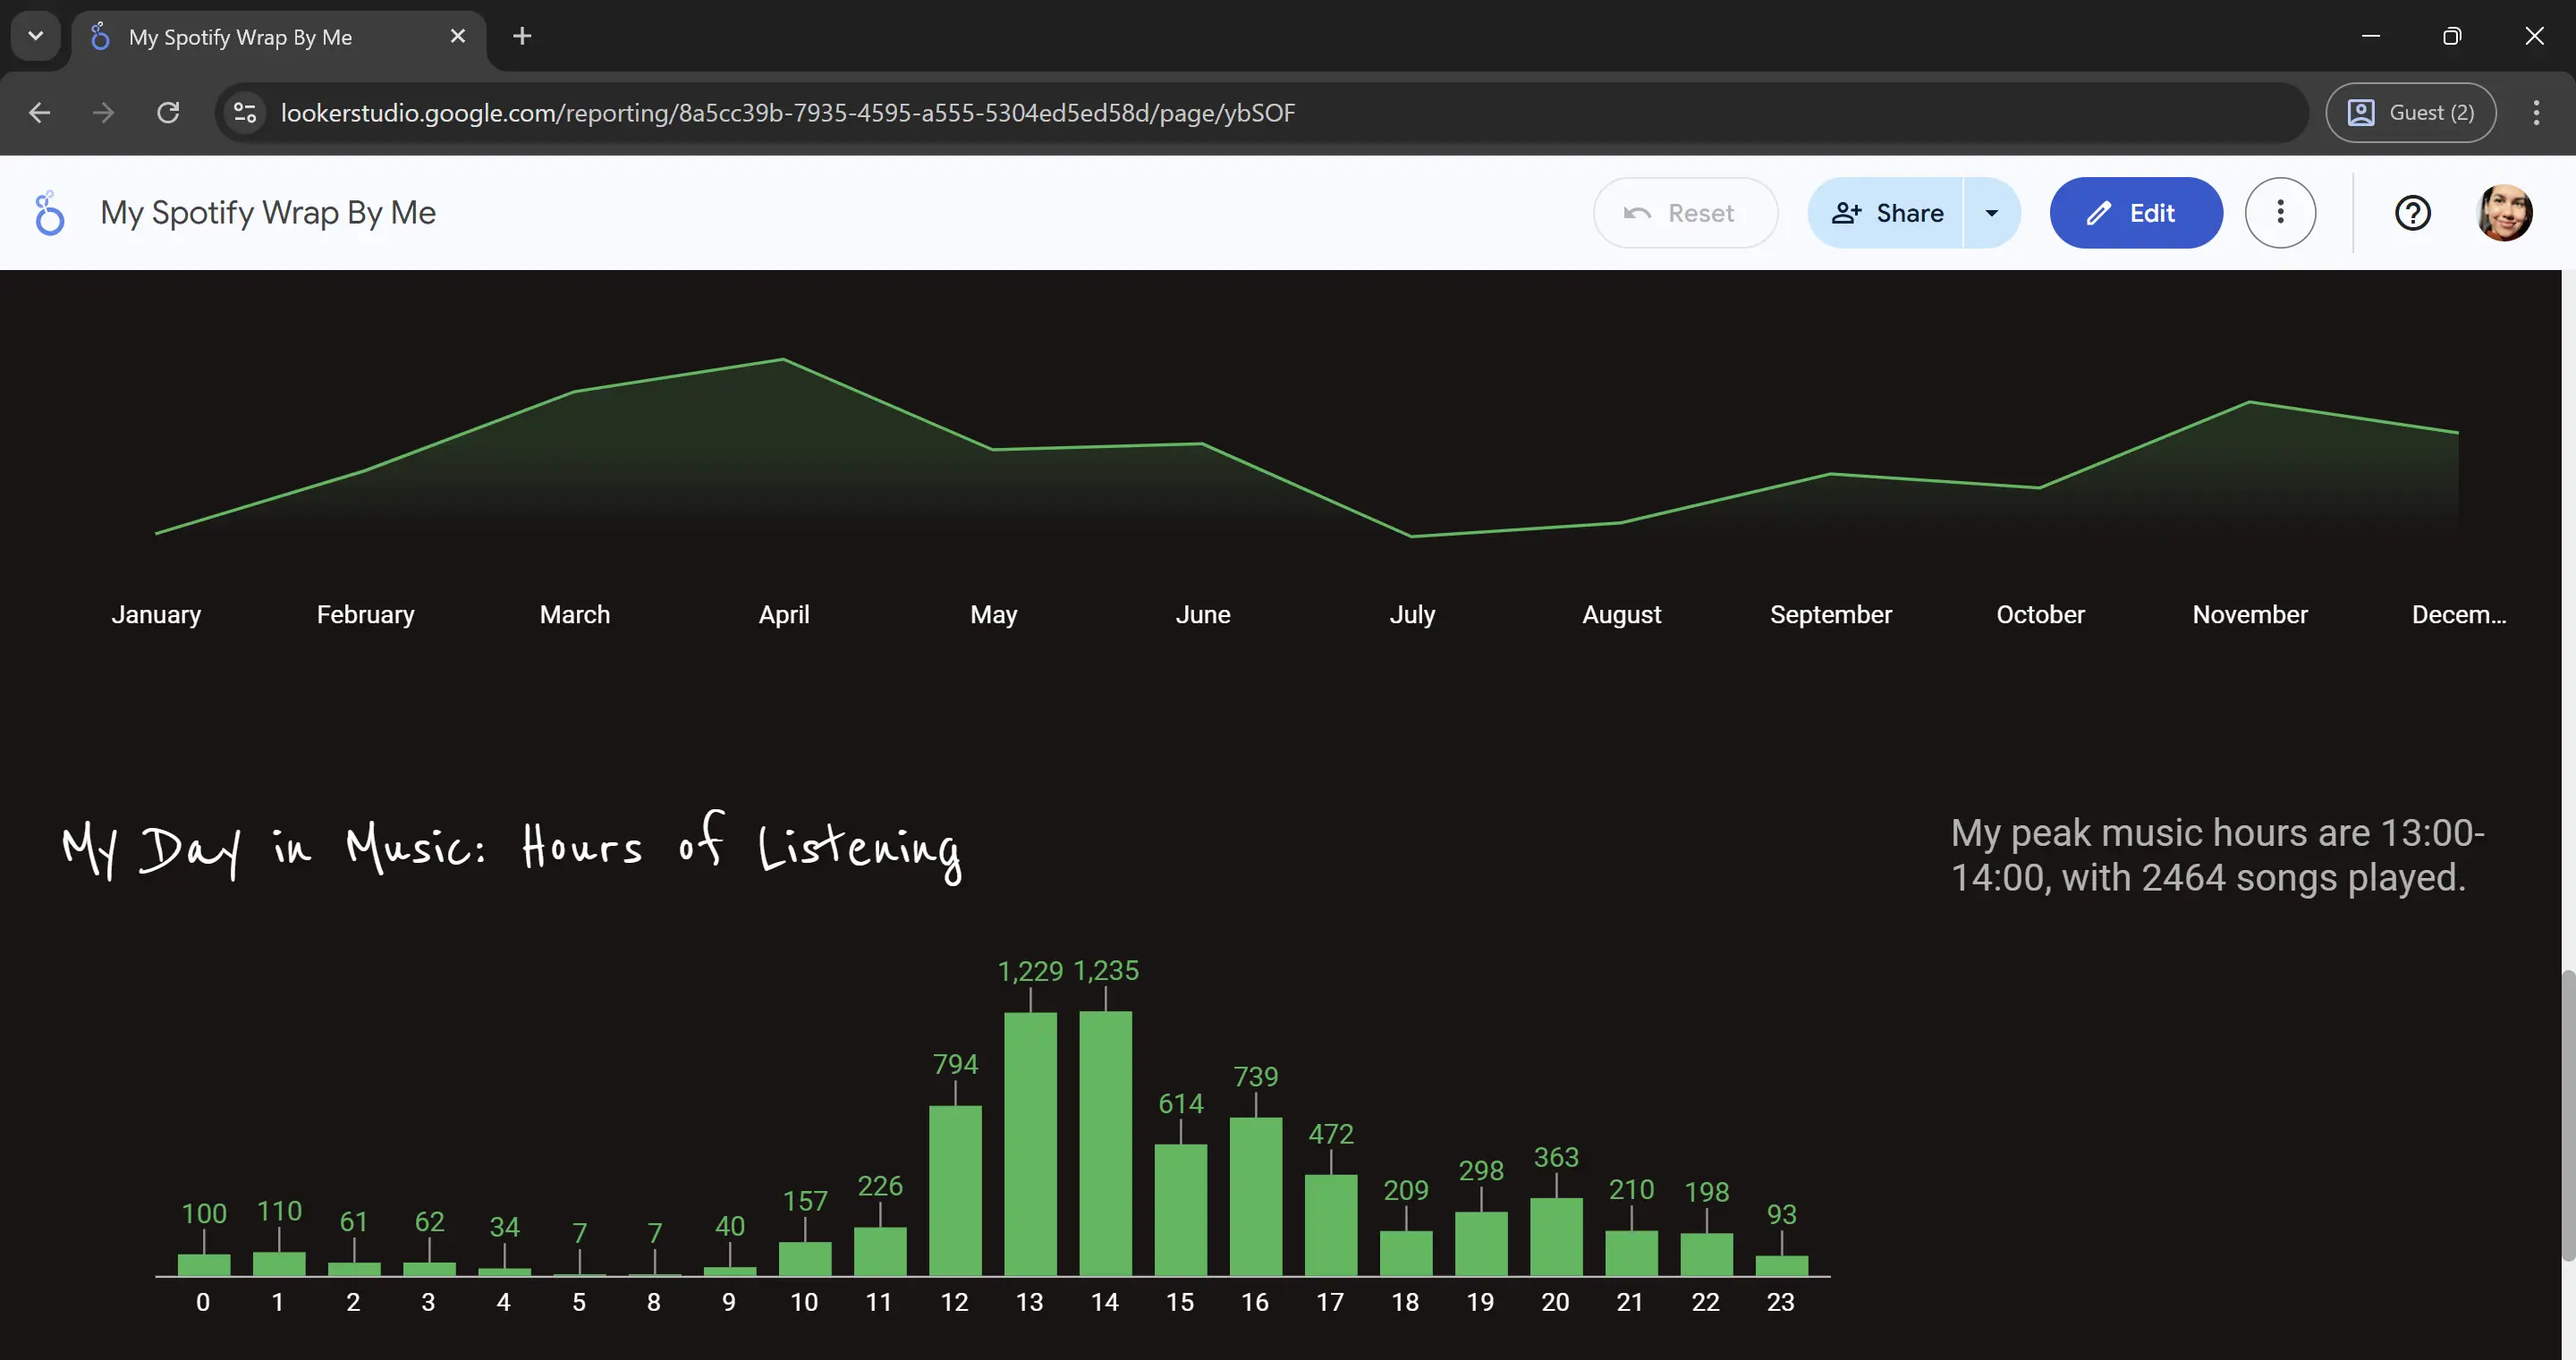 My Spotify Wrap By Me
lookerstudio.google.com/reporting/8a5cc39b-7935-4595-a555-5304ed5ed58d/page/ybSOF
Guest (2)
My Spotify Wrap By Me
Reset
Share
Edit
January February March April May June July August September October November Decem...
My Day in Music: Hours of Listening
My peak music hours are 13:00-
14:00, with 2464 songs played.
100 110 61 62 34 7 7 40 157 226 794 1,229 1,235 614 739 472 209 298 363 210 198 93
0 1 2 3 4 5 8 9 10 11 12 13 14 15 16 17 18 19 20 21 22 23